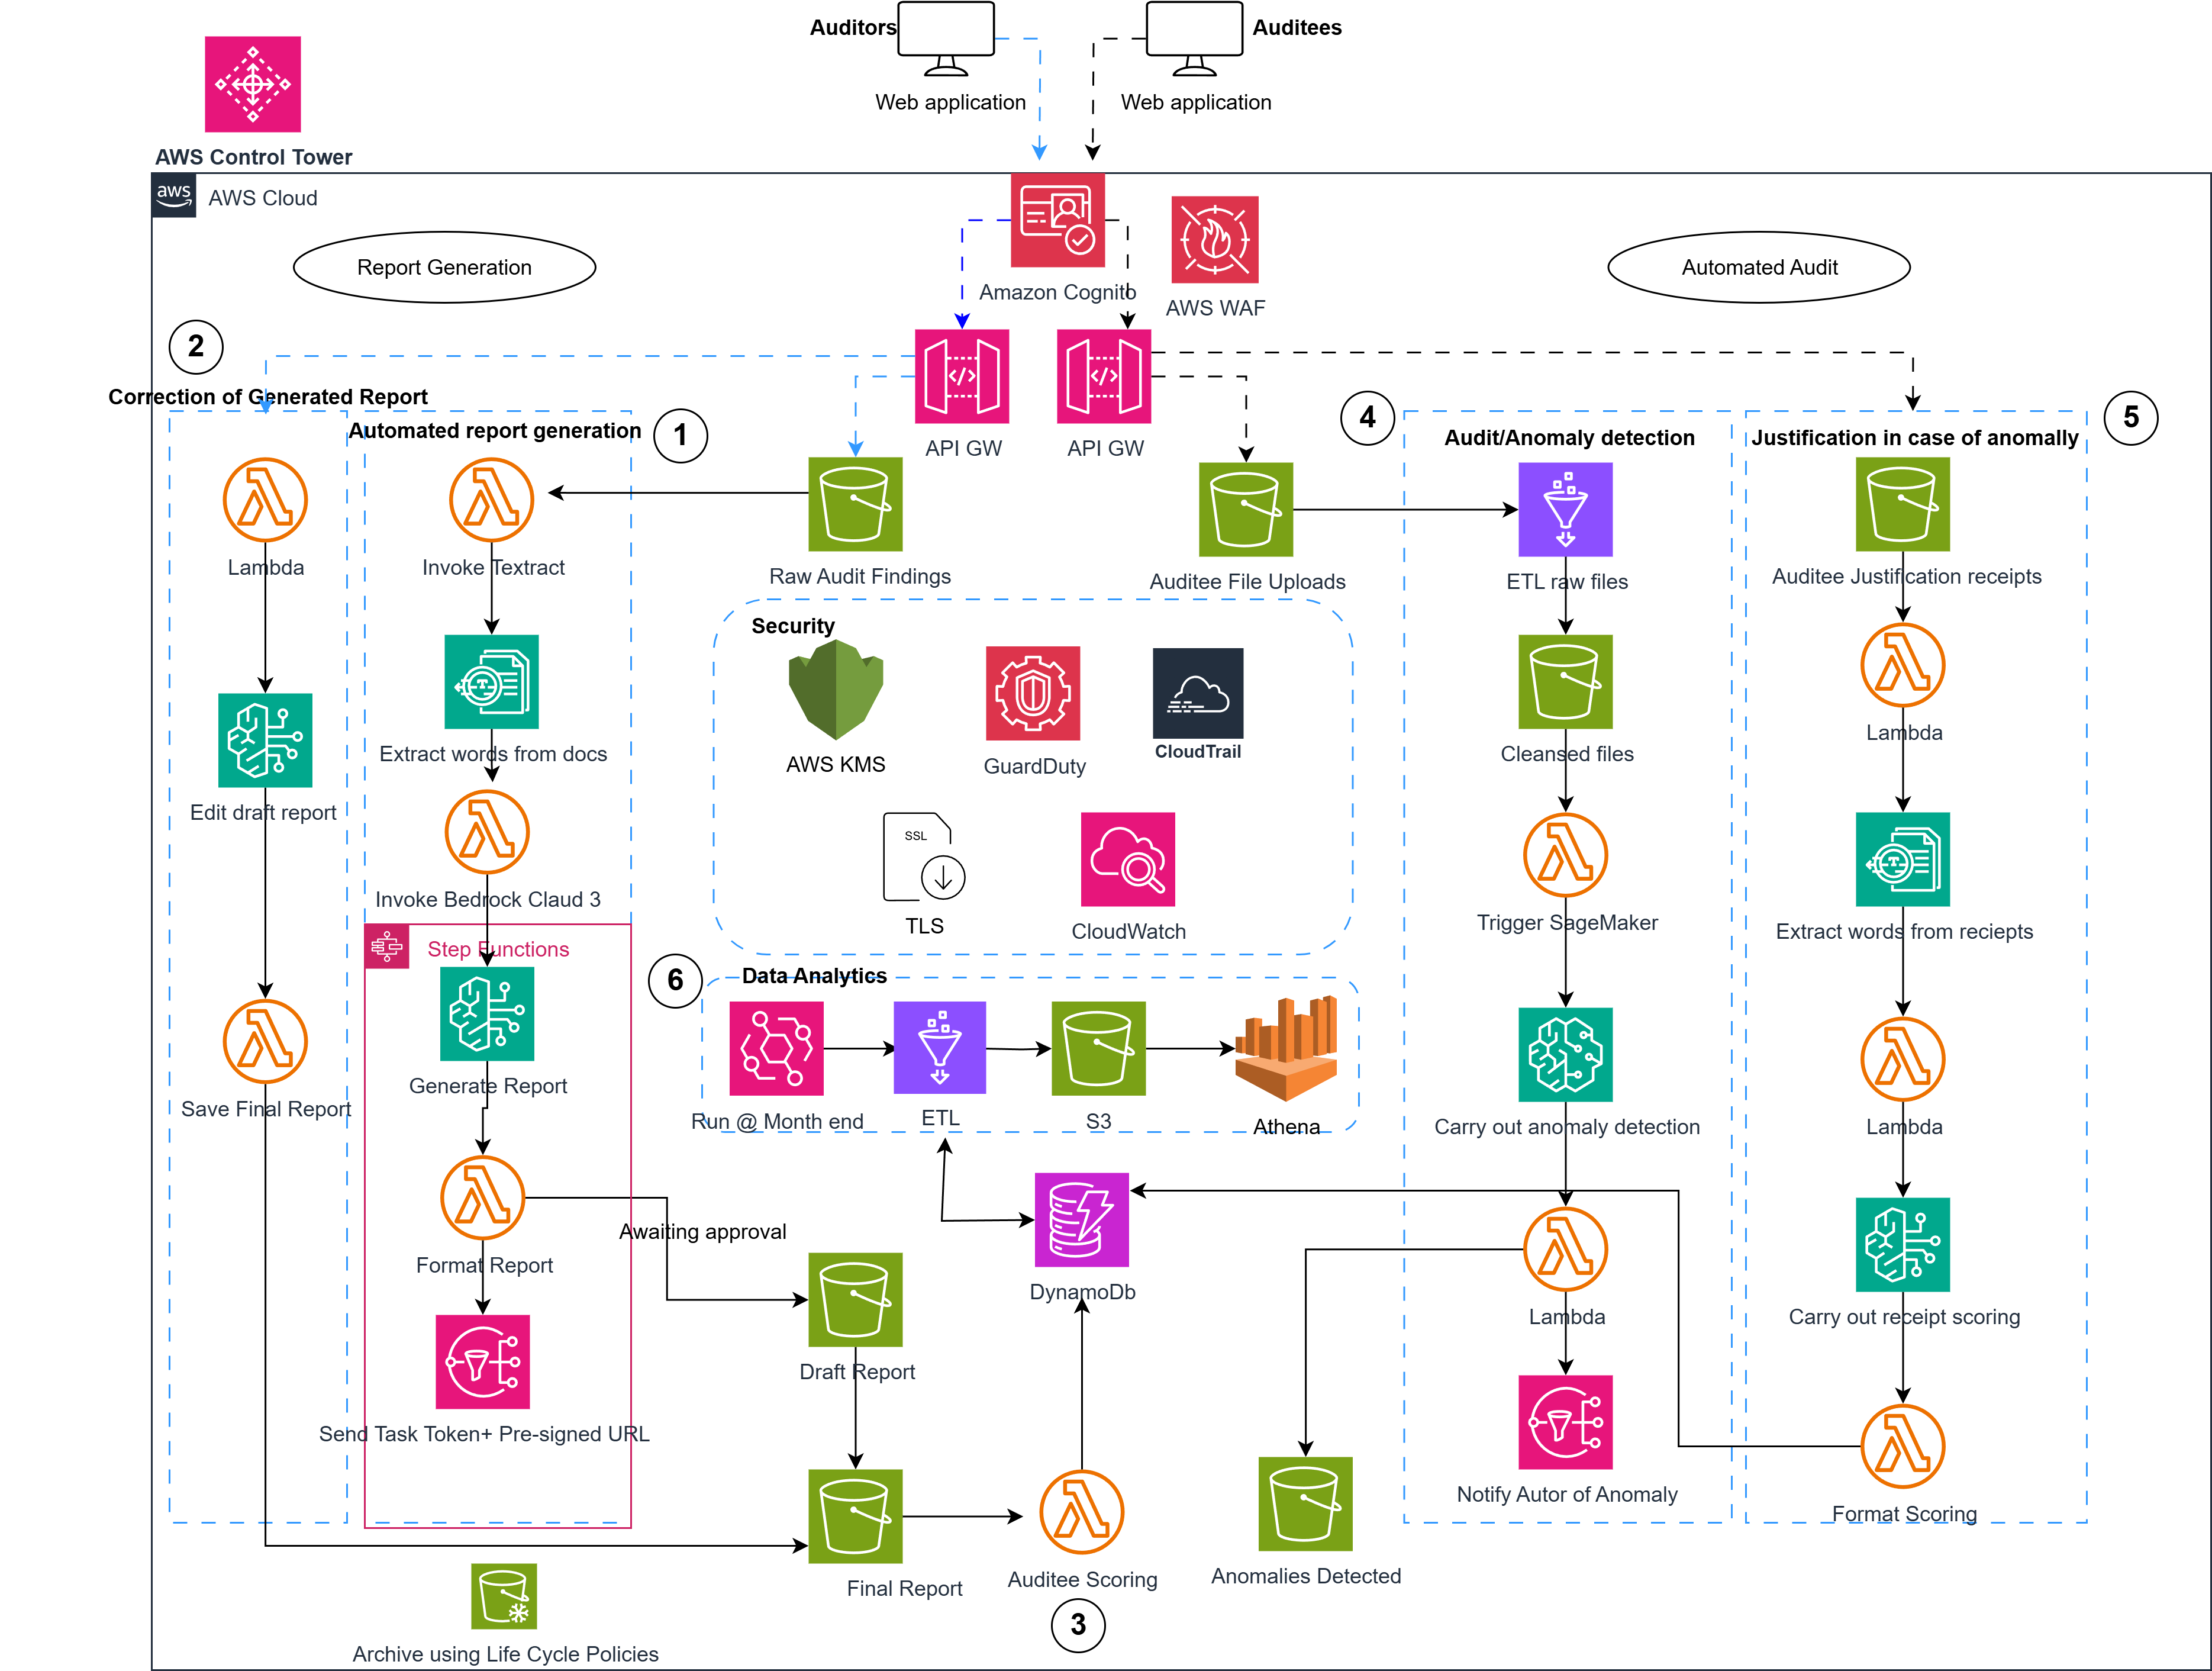 Auditors
Auditees
Web application
Web application
AWS Control Tower
aws
AWS Cloud
Report Generation
Automated Audit
Amazon Cognito
AWS WAF
2
Correction of Generated Report
Automated report generation
1
API GW
API GW
4
Audit/Anomaly detection
Justification in case of anomally
5
Lambda
Invoke Textract
Raw Audit Findings
Auditee File Uploads
ETL raw files
Auditee Justification receipts
Security
AWS KMS
GuardDuty
CloudTrail
Extract words from docs
Cleansed files
Lambda
Edit draft report
SSL
TLS
CloudWatch
Invoke Bedrock Claud 3
Trigger SageMaker
Extract words from reciepts
Step Functions
6
Data Analytics
Generate Report
Save Final Report
Run @ Month end
ETL
S3
Athena
Carry out anomaly detection
Lambda
Awaiting approval
Format Report
DynamoDb
Lambda
Carry out receipt scoring
Draft Report
Send Task Token+ Pre-signed URL
Notify Autor of Anomaly
Format Scoring
Final Report
Auditee Scoring
Anomalies Detected
3
Archive using Life Cycle Policies